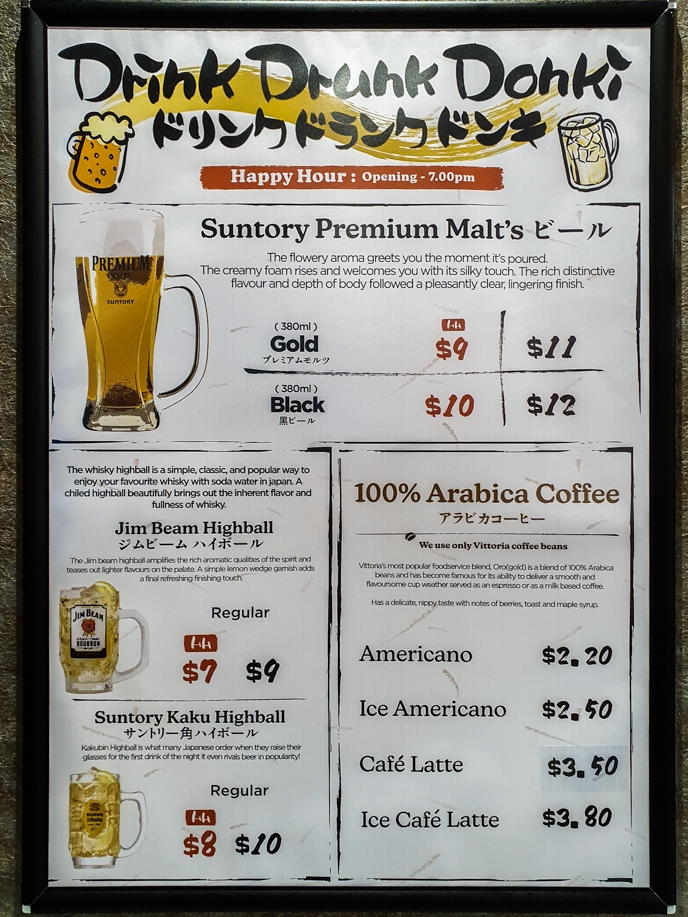 Drink Drunk Donki
ドリンクドランクドンキ
Happy Hour : Opening - 7.00pm
Suntory Premium Malt's ビール
The flowery aroma greets you the moment it's poured.
The creamy foam rises and welcomes you with its silky touch. The rich distinctive
flavour and depth of body followed a pleasantly clear, lingering finish.
PREMIUM
MALT'S
SUNTORY
(380ml)
Gold
プレミアムモルツ
HH
$9
$11
(380ml)
Black
黒ビール
$10
$12
The whisky highball is a simple, classic, and popular way to
enjoy your favourite whisky with soda water in japan. A
chilled highball beautifully brings out the inherent flavor and
fullness of whisky.
Jim Beam Highball
ジムビーム ハイボール
The Jim beam highball amplifies the rich aromatic qualities of the spirit and
teases out lighter flavours on the palate. A simple lemon wedge garnish adds
a final refreshing finishing touch.
JIM BEAM
BOURBON
Regular
HH
$7 $9
Suntory Kaku Highball
サントリー角ハイボール
Kakubin Highball is what many Japanese order when they raise their
glasses for the first drink of the night It even rivals beer in popularity!
Suntory
Whisky
Regular
HH
$8 $10
100% Arabica Coffee
アラビカコーヒー
We use only Vittoria coffee beans
Vittoria's most popular foodservice blend, Oro(gold) is a blend of 100% Arabica
beans and has become famous for its ability to deliver a smooth and
flavoursome cup weather served as an espresso or as a milk based coffee.
Has a delicate, nippy taste with notes of berries, toast and maple syrup.
Americano $2.20
Ice Americano $2.50
Café Latte $3.50
Ice Café Latte $3.80